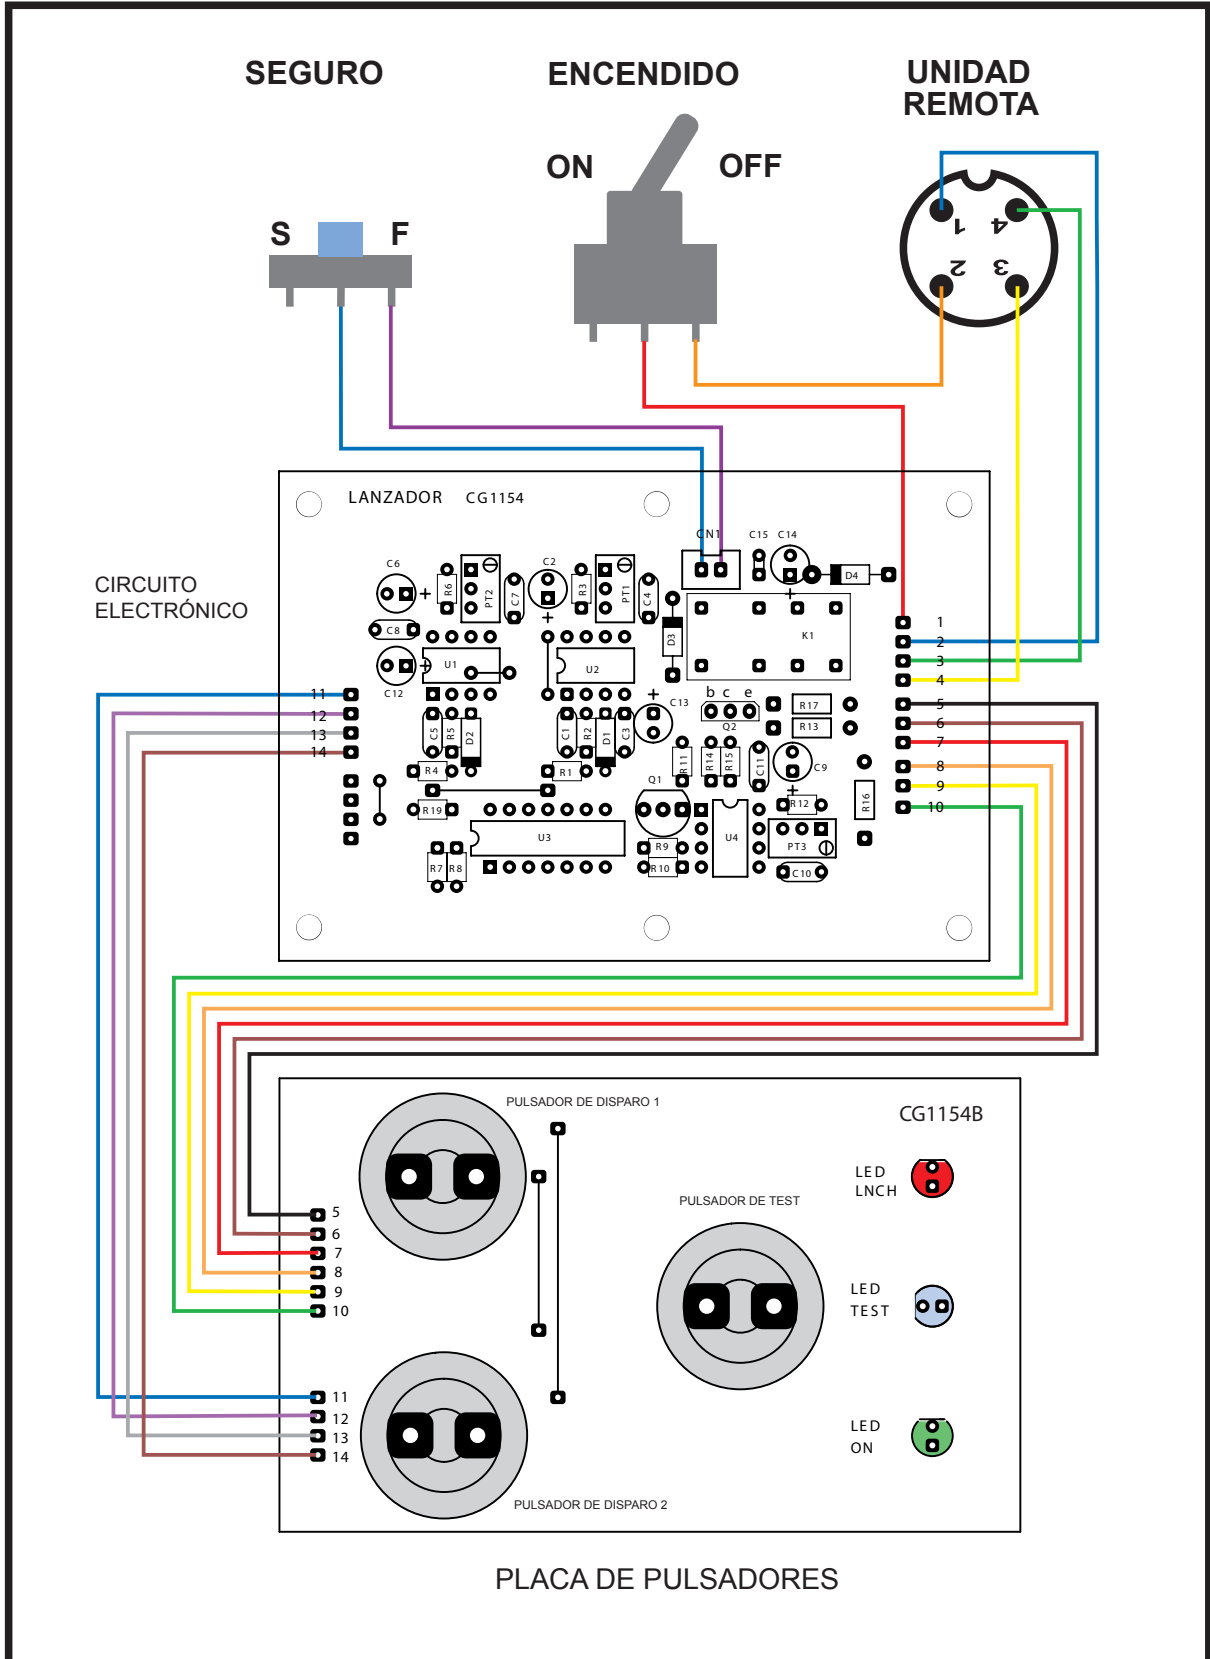 SEGURO
ENCENDIDO
UNIDAD
REMOTA
ON
OFF
S
F
1
4
2
3
LANZADOR CG1154
CIRCUITO
ELECTRÓNICO
CN1
C15
C14
C6
C2
R6
PT2
C7
R3
PT1
C4
D4
K1
C8
D3
U1
U2
C12
C13
b c e
Q2
R17
R13
C5
R5
D2
C1
R2
D1
C3
R4
R1
R11
R14
R15
C11
C9
Q1
R12
R16
R19
U3
U4
PT3
R9
R10
R7
R8
C10
1
2
3
4
5
6
7
8
9
10
11
12
13
14
PULSADOR DE DISPARO 1
CG1154B
LED
LNCH
PULSADOR DE TEST
5
6
7
8
9
10
LED
TEST
11
12
13
14
LED
ON
PULSADOR DE DISPARO 2
PLACA DE PULSADORES